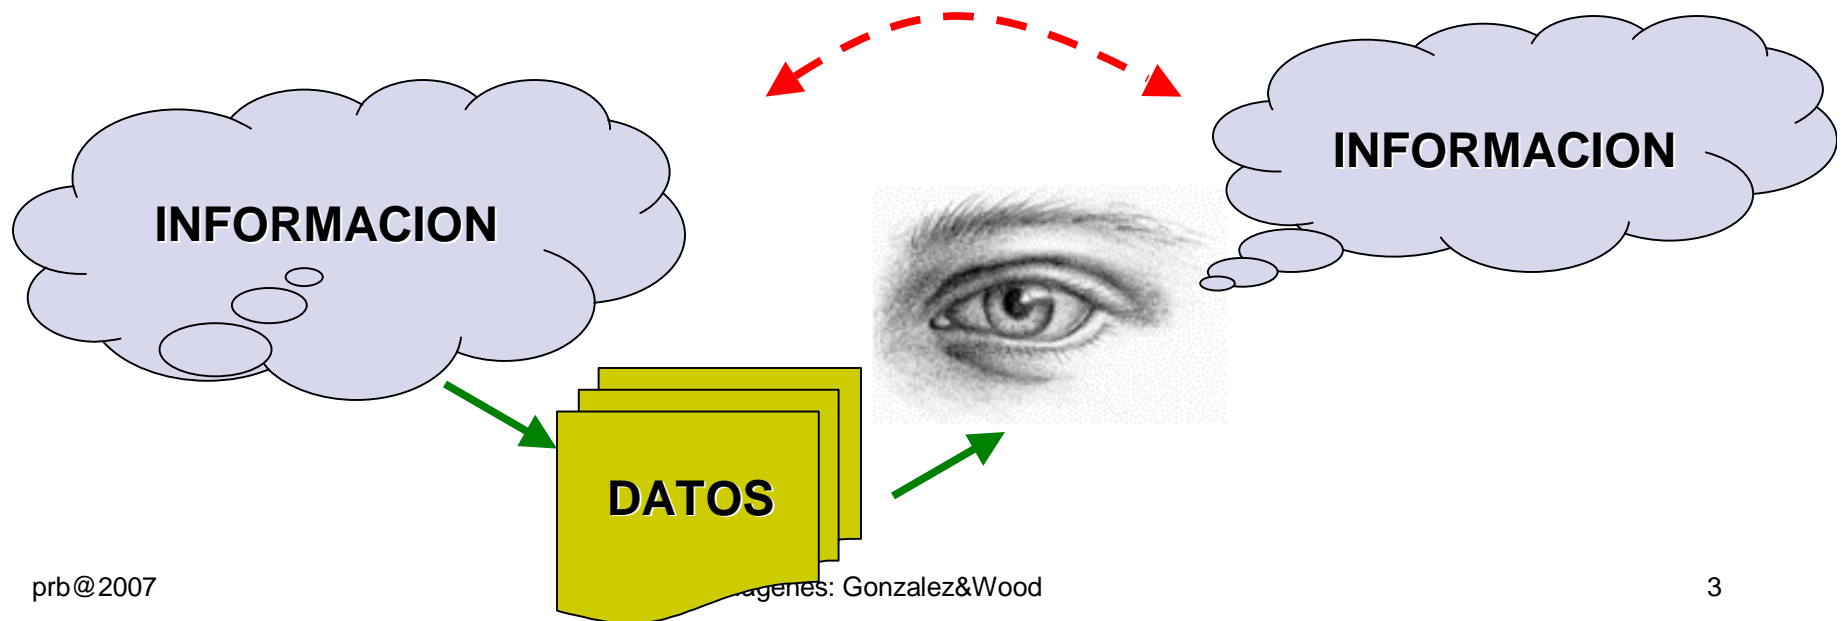 INFORMACION
INFORMACION
DATOS
prb@2007
Gonzalez&Wood
3